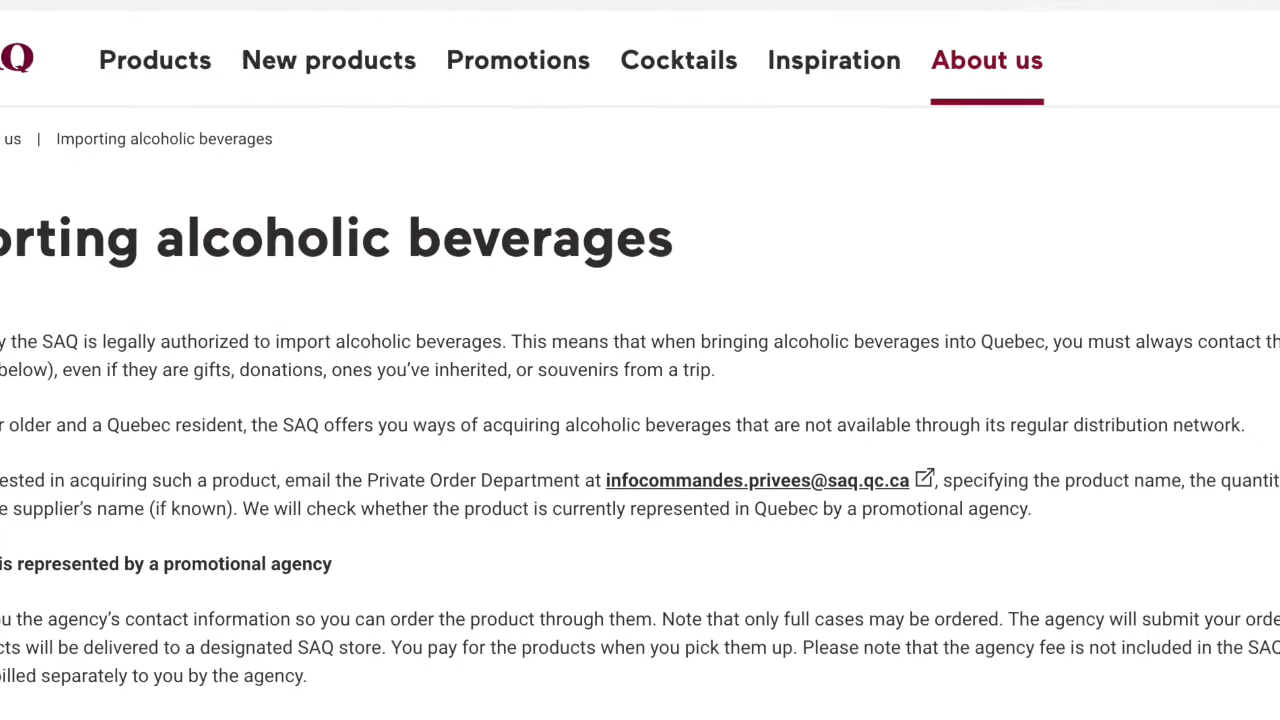 AQ Products New products Promotions Cocktails Inspiration About us
us | Importing alcoholic beverages
orting alcoholic beverages
y the SAQ is legally authorized to import alcoholic beverages. This means that when bringing alcoholic beverages into Quebec, you must always contact th
below), even if they are gifts, donations, ones you’ve inherited, or souvenirs from a trip.
r older and a Quebec resident, the SAQ offers you ways of acquiring alcoholic beverages that are not available through its regular distribution network.
ested in acquiring such a product, email the Private Order Department at infocommandes.privees@saq.qc.ca, specifying the product name, the quantit
e supplier’s name (if known). We will check whether the product is currently represented in Quebec by a promotional agency.
is represented by a promotional agency
u the agency’s contact information so you can order the product through them. Note that only full cases may be ordered. The agency will submit your orde
cts will be delivered to a designated SAQ store. You pay for the products when you pick them up. Please note that the agency fee is not included in the SAQ
billed separately to you by the agency.